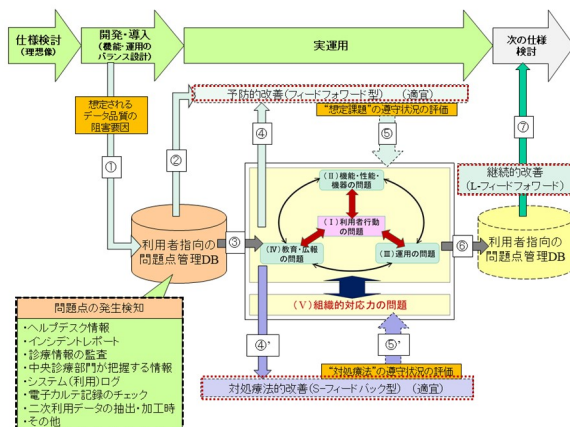 仕様検討
(理想像)
開発・導入
(機能・運用の
バランス設計)
実運用
次の仕様
検討
想定される
データ品質の
阻害要因
予防的改善(フィードフォワード型) (適宜)
“想定課題”の遵守状況の評価
①
②
④
⑤
⑦
継続的改善
(L-フィードフォワード)
(Ⅱ)機能・性能・
機器の問題
(Ⅰ)利用者行動
の問題
(Ⅳ)教育・広報
の問題
(Ⅲ)運用の問題
利用者指向の
問題点管理DB
③
⑥
利用者指向の
問題点管理DB
(Ⅴ)組織的対応力の問題
問題点の発生検知
・ヘルプデスク情報
・インシデントレポート
・診療情報の監査
・中央診療部門が把握する情報
・システム(利用)ログ
・電子カルテ記録のチェック
・二次利用データの抽出・加工時
・その他
④’
⑤’
“対処療法”の遵守状況の評価
対処療法的改善(S-フィードバック型) (適宜)